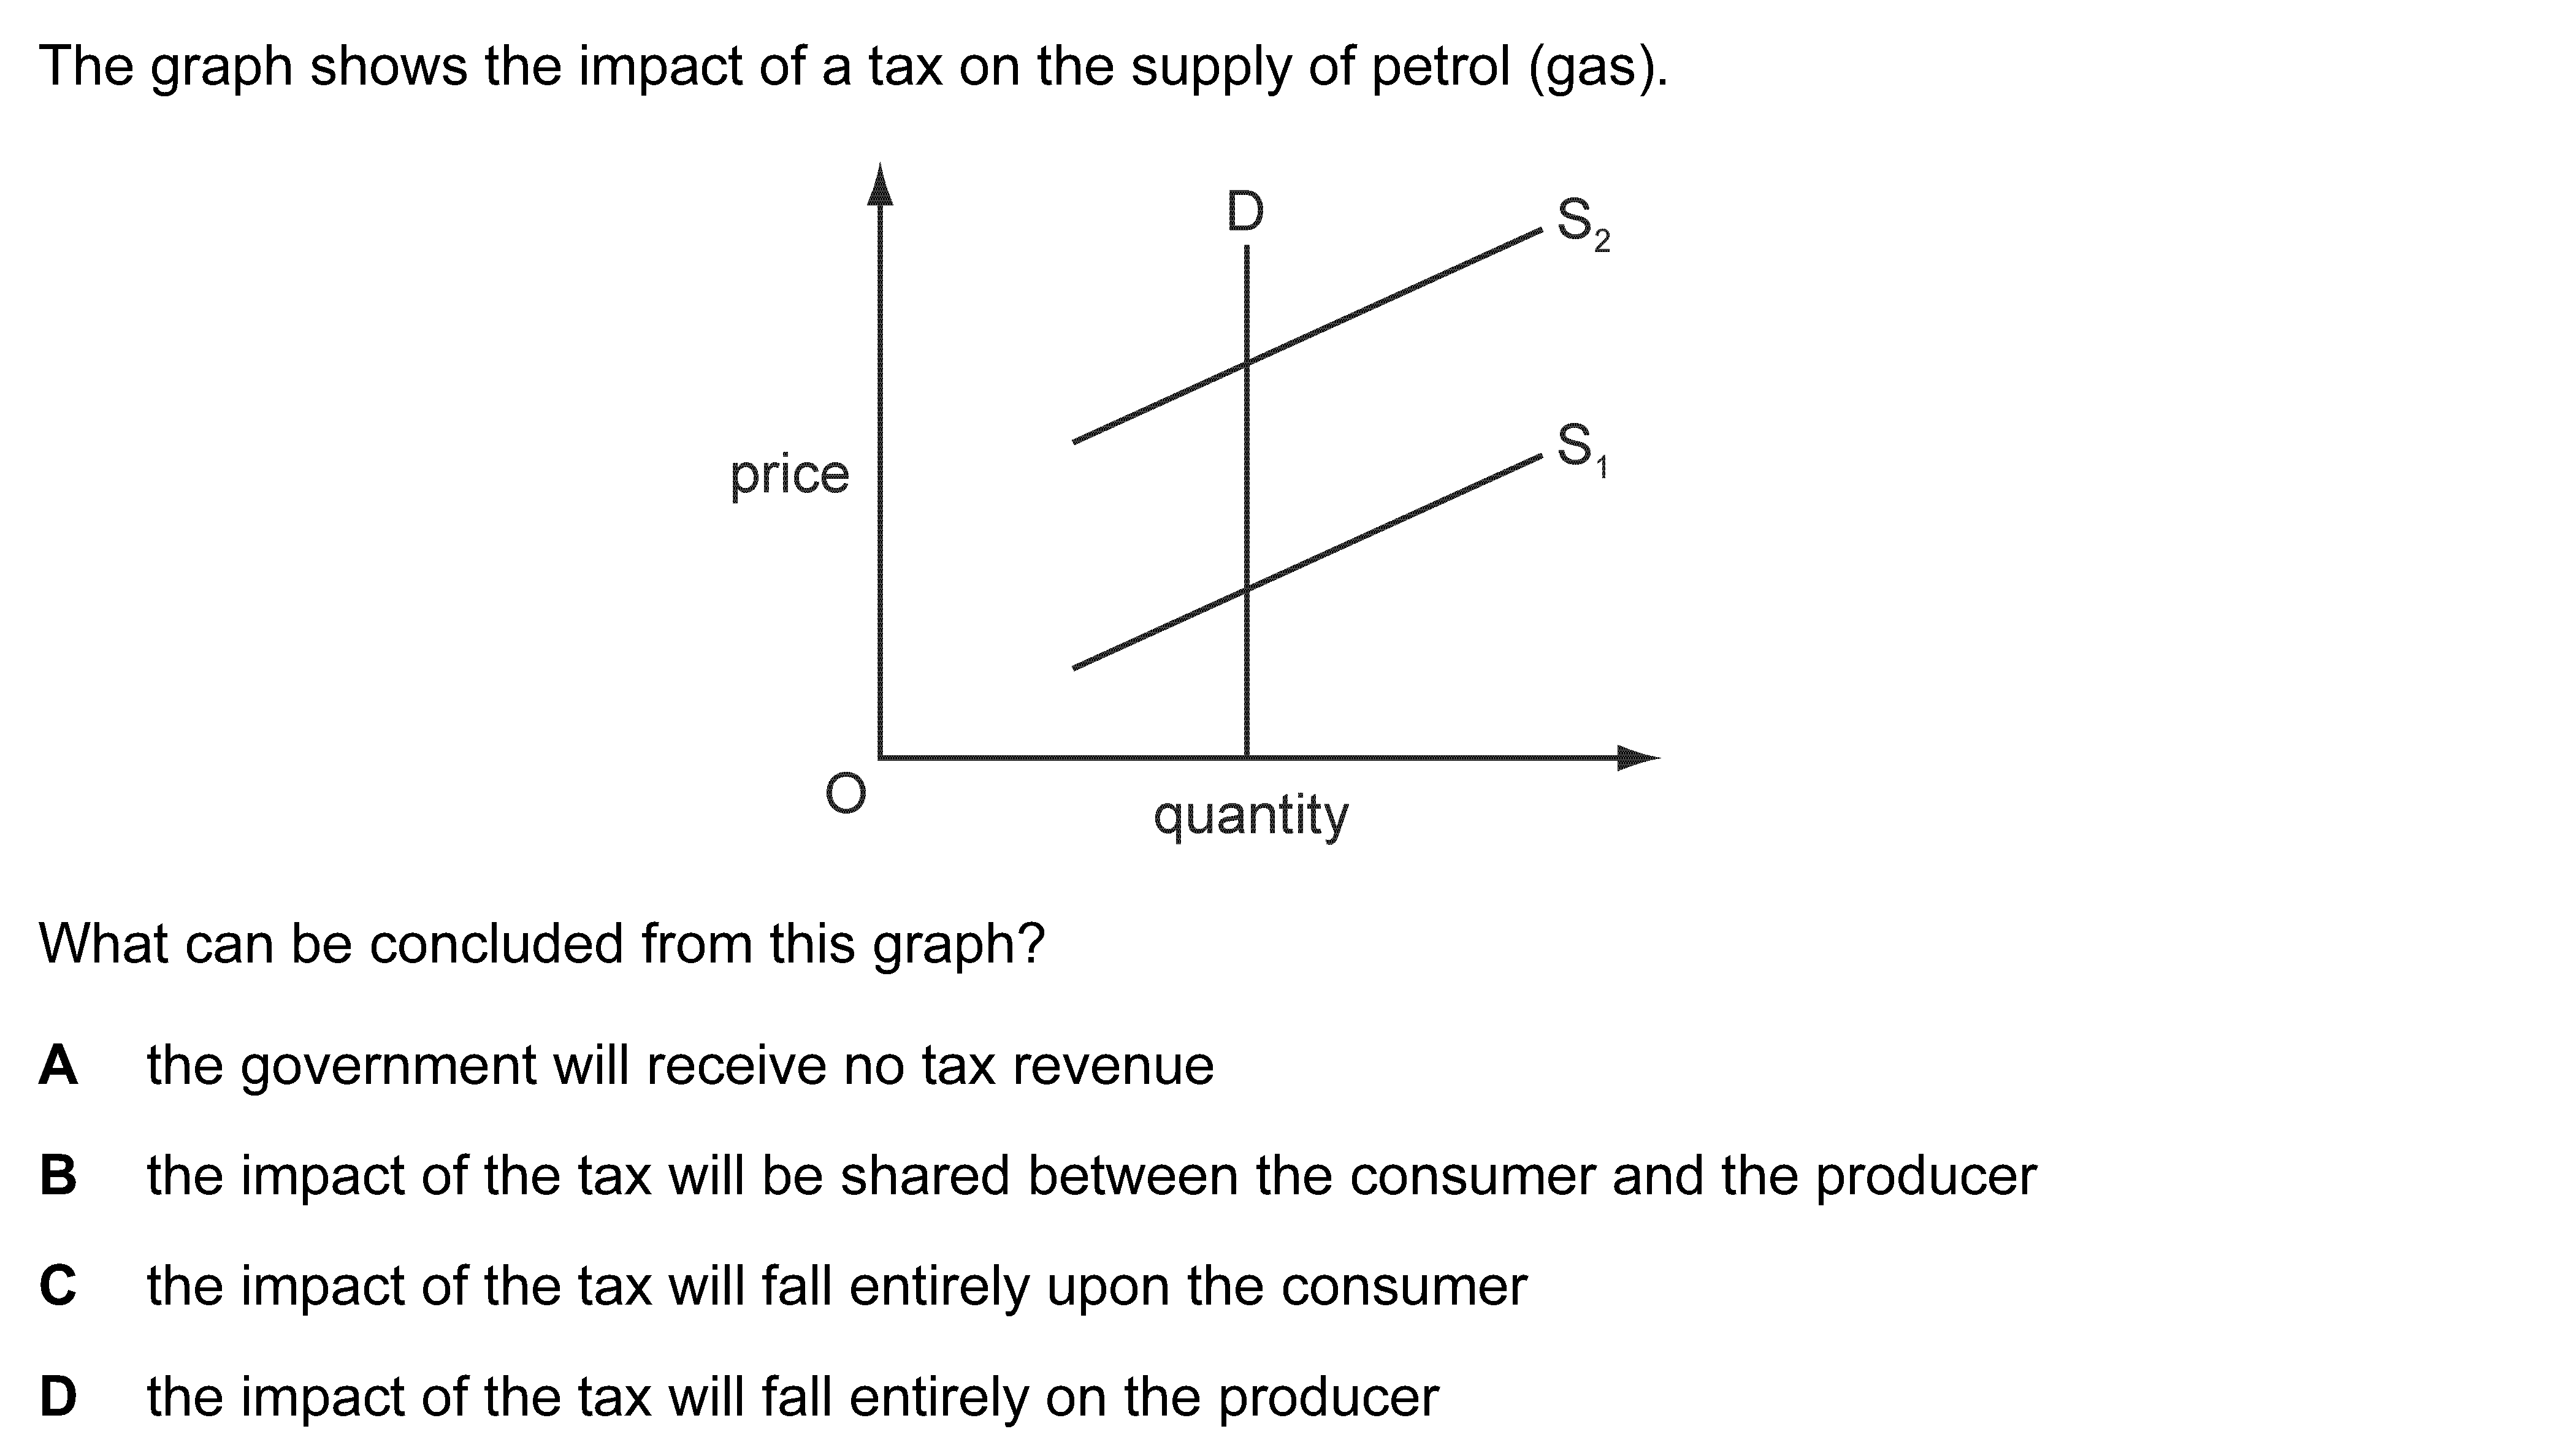 The graph shows the impact of a tax on the supply of petrol (gas).
D
S2
S1
price
O
quantity
What can be concluded from this graph?
A the government will receive no tax revenue
B the impact of the tax will be shared between the consumer and the producer
C the impact of the tax will fall entirely upon the consumer
D the impact of the tax will fall entirely on the producer